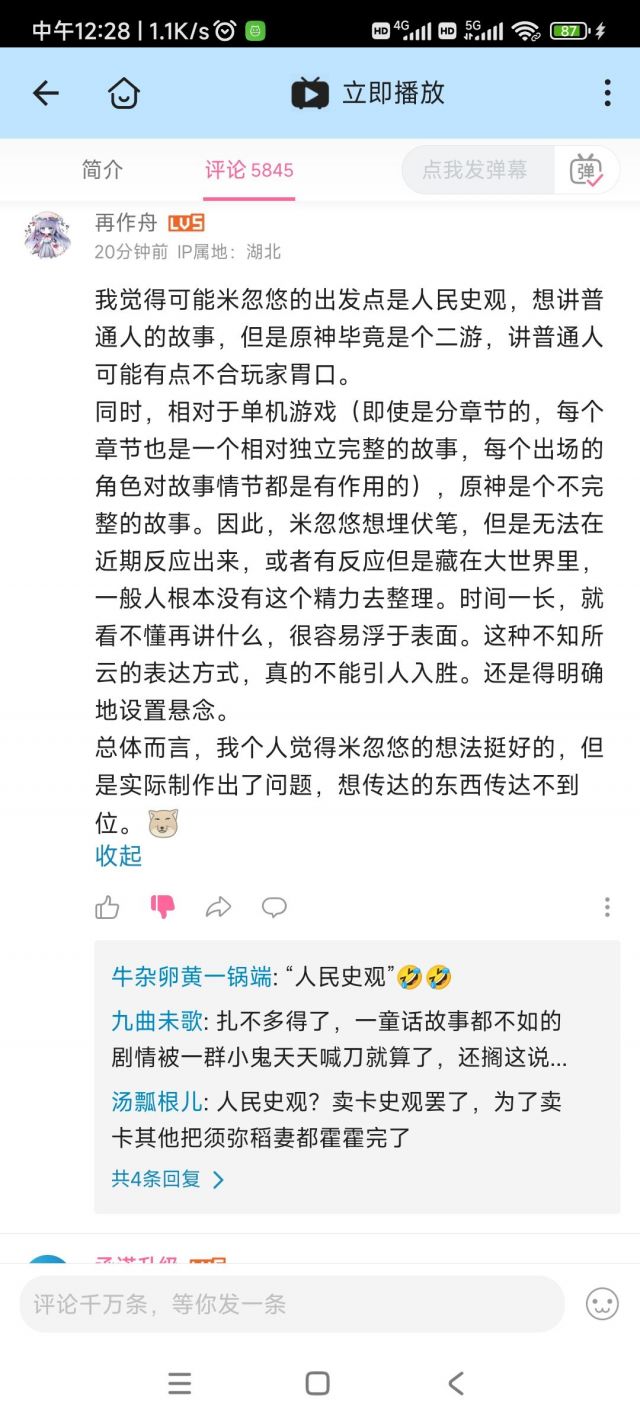 中午12:28 | 1.1K/s
HD 4G HD 5G 87
立即播放
简介
评论 5845
点我发弹幕
弹
再作舟 LV5
20分钟前 IP属地：湖北
我觉得可能米忽悠的出发点是人民史观，想讲普
通人的故事，但是原神毕竟是个二游，讲普通人
可能有点不合玩家胃口。
同时，相对于单机游戏（即使是分章节的，每个
章节也是一个相对独立完整的故事，每个出场的
角色对故事情节都是有作用的），原神是个不完
整的故事。因此，米忽悠想埋伏笔，但是无法在
近期反应出来，或者有反应但是藏在大世界里，
一般人根本没有这个精力去整理。时间一长，就
看不懂再讲什么，很容易浮于表面。这种不知所
云的表达方式，真的不能引人入胜。还是得明确
地设置悬念。
总体而言，我个人觉得米忽悠的想法挺好的，但
是实际制作出了问题，想传达的东西传达不到
位。
收起
牛杂卵黄一锅端: “人民史观”🤣🤣
九曲未歌: 扎不多得了，一童话故事都不如的
剧情被一群小鬼天天喊刀就算了，还搁这说...
汤瓢根儿: 人民史观？卖卡史观罢了，为了卖
卡其他把须弥稻妻都霍霍完了
共4条回复
评论千万条，等你发一条